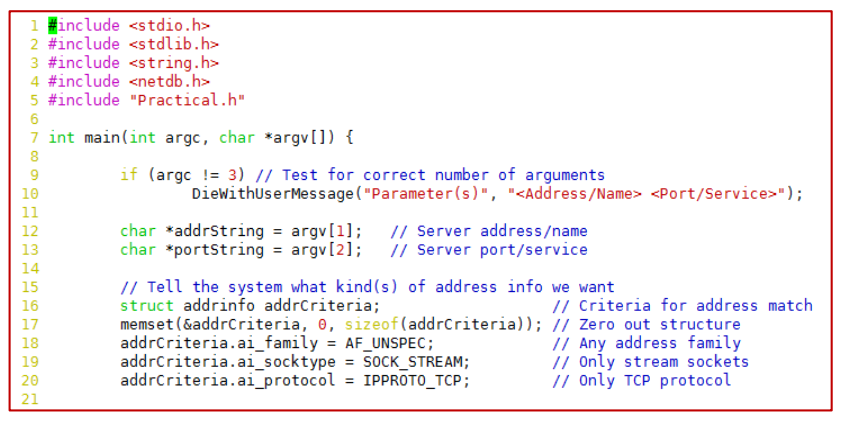 1 #include <stdio.h>
2 #include <stdlib.h>
3 #include <string.h>
4 #include <netdb.h>
5 #include "Practical.h"
6
7 int main(int argc, char *argv[]) {
8
9         if (argc != 3) // Test for correct number of arguments
10                 DieWithUserMessage("Parameter(s)", "<Address/Name> <Port/Service>");
11
12         char *addrString = argv[1];   // Server address/name
13         char *portString = argv[2];   // Server port/service
14
15         // Tell the system what kind(s) of address info we want
16         struct addrinfo addrCriteria;                   // Criteria for address match
17         memset(&addrCriteria, 0, sizeof(addrCriteria)); // Zero out structure
18         addrCriteria.ai_family = AF_UNSPEC;             // Any address family
19         addrCriteria.ai_socktype = SOCK_STREAM;         // Only stream sockets
20         addrCriteria.ai_protocol = IPPROTO_TCP;         // Only TCP protocol
21